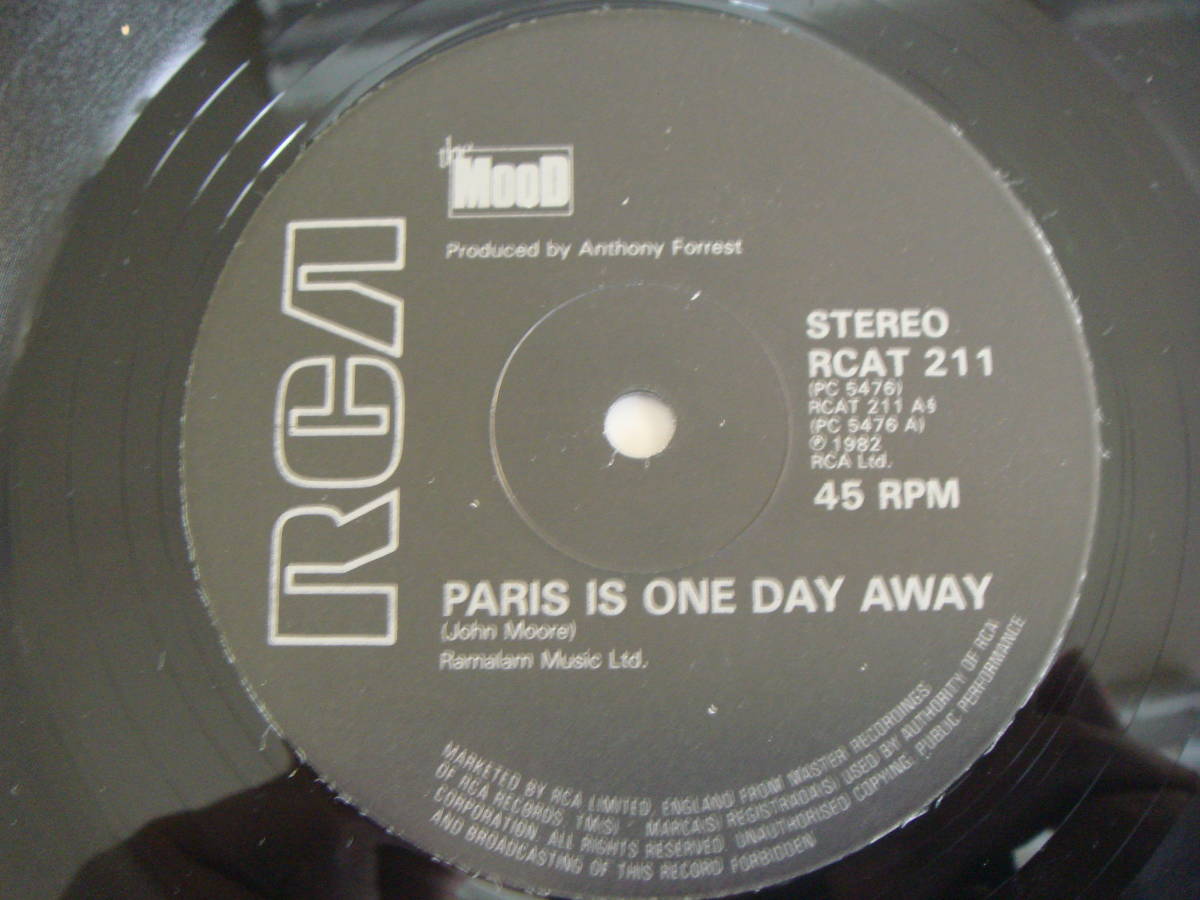 the
MooD
Produced by Anthony Forrest
RCA
STEREO
RCAT 211
(PC 5476)
RCAT 211 A§
(PC 5476 A)
℗ 1982
RCA Ltd.
45 RPM
PARIS IS ONE DAY AWAY
(John Moore)
Ramalam Music Ltd.
MARKETED BY RCA LIMITED, ENGLAND FROM MASTER RECORDINGS
OF RCA RECORDS. TM(S) MARCA(S) REGISTRADA(S) USED BY AUTHORITY OF RCA
CORPORATION. ALL RIGHTS RESERVED. UNAUTHORISED COPYING, PUBLIC PERFORMANCE
AND BROADCASTING OF THIS RECORD FORBIDDEN